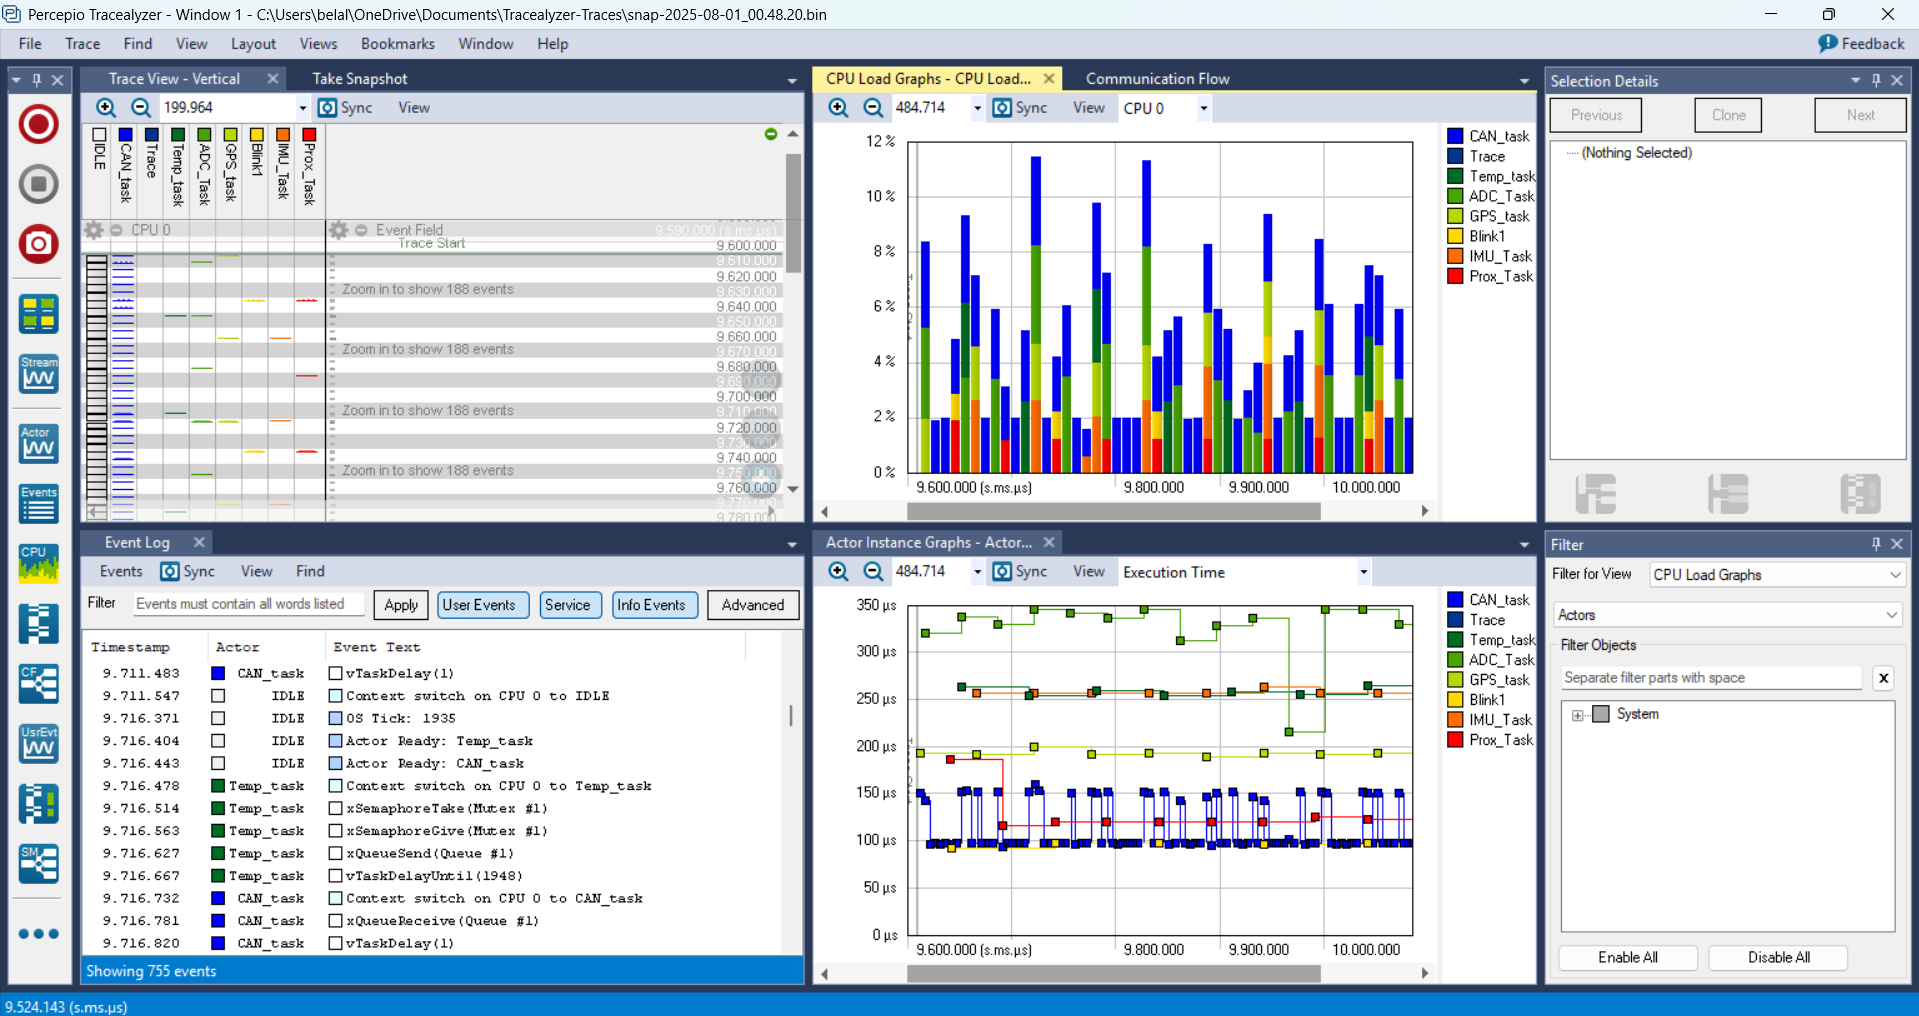 Percepio Tracealyzer - Window 1 - C:\Users\belal\OneDrive\Documents\Tracealyzer-Traces\snap-2025-08-01_00.48.20.bin
File Trace Find View Layout Views Bookmarks Window Help Feedback
Trace View - Vertical Take Snapshot
199.964 Sync View
IDLE
CAN_task
Trace
Temp_task
ADC_Task
GPS_task
Blink1
IMU_Task
Prox_Task
CPU 0 Event Field 9.590.000 (s.ms.µs)
Trace Start
9.600.000
9.610.000
9.620.000
Zoom in to show 188 events
9.630.000
9.640.000
9.650.000
9.660.000
Zoom in to show 188 events
9.670.000
9.680.000
9.690.000
9.700.000
Zoom in to show 188 events
9.710.000
9.720.000
9.730.000
9.740.000
Zoom in to show 188 events
9.750.000
9.760.000
9.770.000
9.780.000
CPU Load Graphs - CPU Load... Communication Flow
484.714 Sync View CPU 0
12 %
10 %
8 %
6 %
4 %
2 %
0 %
9.600.000 (s.ms.µs) 9.800.000 9.900.000 10.000.000
CAN_task
Trace
Temp_task
ADC_Task
GPS_task
Blink1
IMU_Task
Prox_Task
Selection Details
Previous Clone Next
(Nothing Selected)
Stream
Actor
Events
CPU
CF
UsrEvt
SM
Event Log
Events Sync View Find
Filter Events must contain all words listed Apply User Events Service Info Events Advanced
Timestamp Actor Event Text
9.711.483 CAN_task vTaskDelay(1)
9.711.547 IDLE Context switch on CPU 0 to IDLE
9.716.371 IDLE OS Tick: 1935
9.716.404 IDLE Actor Ready: Temp_task
9.716.443 IDLE Actor Ready: CAN_task
9.716.478 Temp_task Context switch on CPU 0 to Temp_task
9.716.514 Temp_task xSemaphoreTake(Mutex #1)
9.716.563 Temp_task xSemaphoreGive(Mutex #1)
9.716.627 Temp_task xQueueSend(Queue #1)
9.716.667 Temp_task vTaskDelayUntil(1948)
9.716.732 CAN_task Context switch on CPU 0 to CAN_task
9.716.781 CAN_task xQueueReceive(Queue #1)
9.716.820 CAN_task vTaskDelay(1)
Showing 755 events
Actor Instance Graphs - Actor...
484.714 Sync View Execution Time
350 µs
300 µs
250 µs
200 µs
150 µs
100 µs
50 µs
0 µs
9.600.000 (s.ms.µs) 9.800.000 9.900.000 10.000.000
CAN_task
Trace
Temp_task
ADC_Task
GPS_task
Blink1
IMU_Task
Prox_Task
Filter
Filter for View CPU Load Graphs
Actors
Filter Objects
Separate filter parts with space x
System
Enable All Disable All
9.524.143 (s.ms.µs)